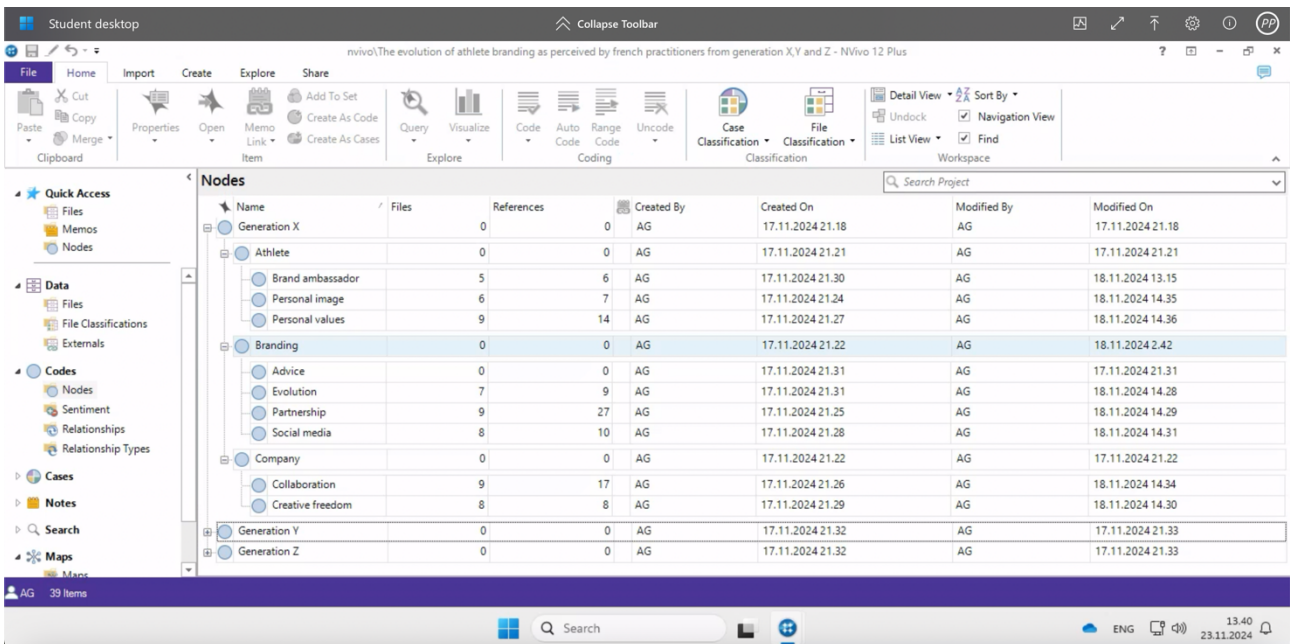 Student desktop
Collapse Toolbar
PP
nvivo\The evolution of athlete branding as perceived by french practitioners from generation X,Y and Z - NVivo 12 Plus
File Home Import Create Explore Share
Cut Add To Set Detail View Sort By
Copy Create As Code Undock Navigation View
Paste Merge Properties Open Memo Link Create As Cases Query Visualize Code Auto Code Range Code Uncode Case Classification File Classification List View Find
Clipboard Item Explore Coding Classification Workspace
Quick Access
Files
Memos
Nodes
Data
Files
File Classifications
Externals
Codes
Nodes
Sentiment
Relationships
Relationship Types
Cases
Notes
Search
Maps
Maps
Nodes
Search Project
Name Files References Created By Created On Modified By Modified On
Generation X 0 0 AG 17.11.2024 21.18 AG 17.11.2024 21.18
Athlete 0 0 AG 17.11.2024 21.21 AG 17.11.2024 21.21
Brand ambassador 5 6 AG 17.11.2024 21.30 AG 18.11.2024 13.15
Personal image 6 7 AG 17.11.2024 21.24 AG 18.11.2024 14.35
Personal values 9 14 AG 17.11.2024 21.27 AG 18.11.2024 14.36
Branding 0 0 AG 17.11.2024 21.22 AG 18.11.2024 2.42
Advice 0 0 AG 17.11.2024 21.31 AG 17.11.2024 21.31
Evolution 7 9 AG 17.11.2024 21.31 AG 18.11.2024 14.28
Partnership 9 27 AG 17.11.2024 21.25 AG 18.11.2024 14.29
Social media 8 10 AG 17.11.2024 21.28 AG 18.11.2024 14.31
Company 0 0 AG 17.11.2024 21.22 AG 17.11.2024 21.22
Collaboration 9 17 AG 17.11.2024 21.26 AG 18.11.2024 14.34
Creative freedom 8 8 AG 17.11.2024 21.29 AG 18.11.2024 14.30
Generation Y 0 0 AG 17.11.2024 21.32 AG 17.11.2024 21.33
Generation Z 0 0 AG 17.11.2024 21.32 AG 17.11.2024 21.33
AG 39 Items
Search
ENG
13.40
23.11.2024